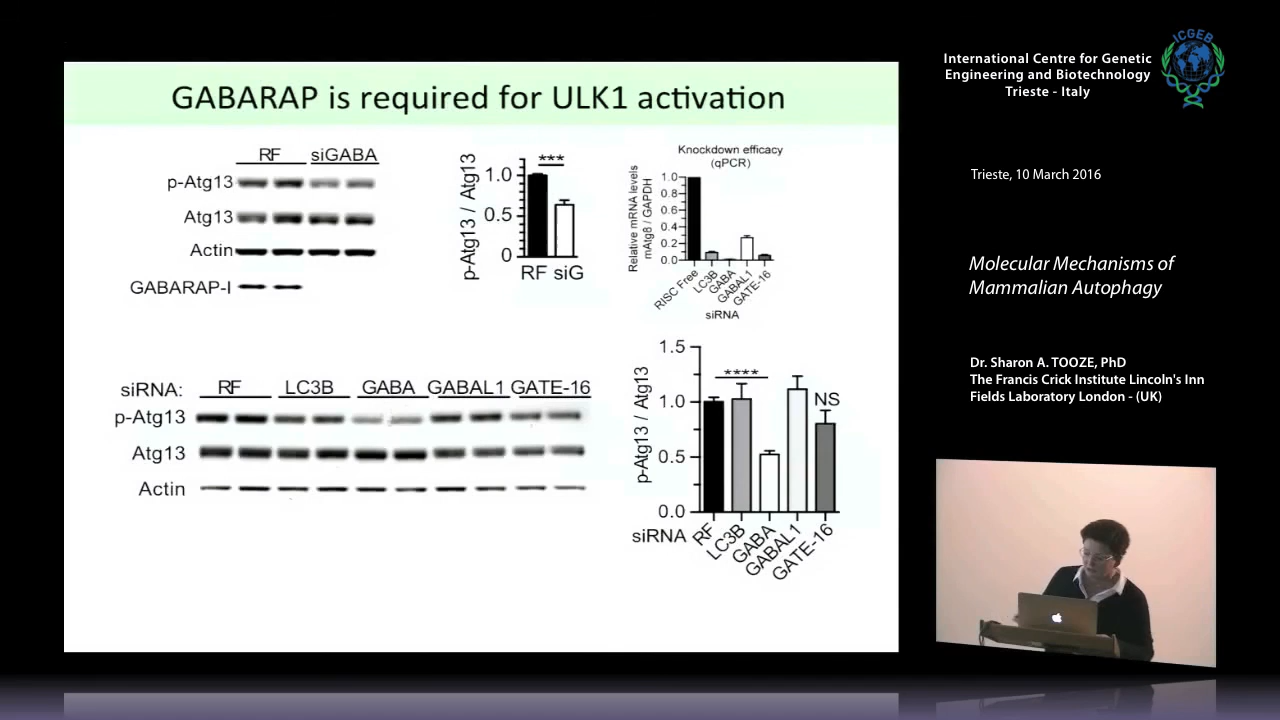 GABARAP is required for ULK1 activation
RF siGABA
p-Atg13
Atg13
Actin
GABARAP-I
p-Atg13 / Atg13
1.0
0.5
0
***
RF siG
Knockdown efficacy
(qPCR)
Relative mRNA levels
mAtg8 / GAPDH
1.0
0.8
0.6
0.4
0.2
0.0
RISC Free
LC3B
GABA
GABAL1
GATE-16
siRNA
siRNA: RF LC3B GABA GABAL1 GATE-16
p-Atg13
Atg13
Actin
p-Atg13 / Atg13
1.5
1.0
0.5
0.0
****
NS
siRNA RF LC3B GABA GABAL1 GATE-16
International Centre for Genetic
Engineering and Biotechnology
Trieste - Italy
ICGEB
Trieste, 10 March 2016
Molecular Mechanisms of
Mammalian Autophagy
Dr. Sharon A. TOOZE, PhD
The Francis Crick Institute Lincoln's Inn
Fields Laboratory London - (UK)